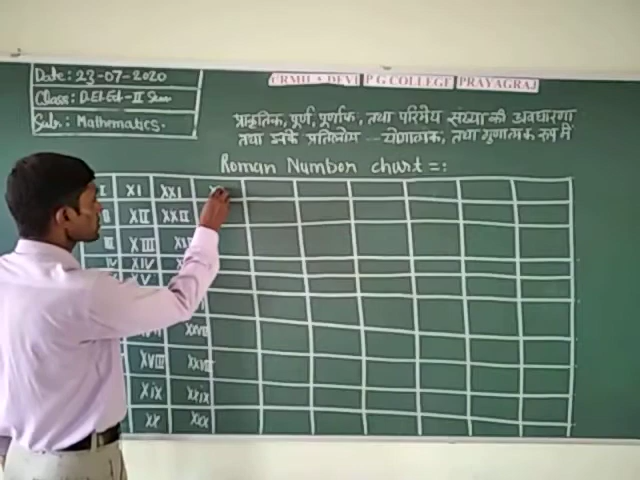 Date: 23-07-2020
URMILA DEVI P G COLLEGE PRAYAGRAJ
Class: D.El.Ed-II Sem
Sub:: Mathematics.
प्राकृतिक, पूर्ण, पूर्णांक, तथा परिमेय संख्या की अवधारणा
तथा उनके प्रतिलोम - योगात्मक, तथा गुणात्मक रूप में
Roman Number chart =:
I XI XXI X
XII XXII
III XIII
IV XIV
XV
XVIII
XIX XXIX
XX XXX